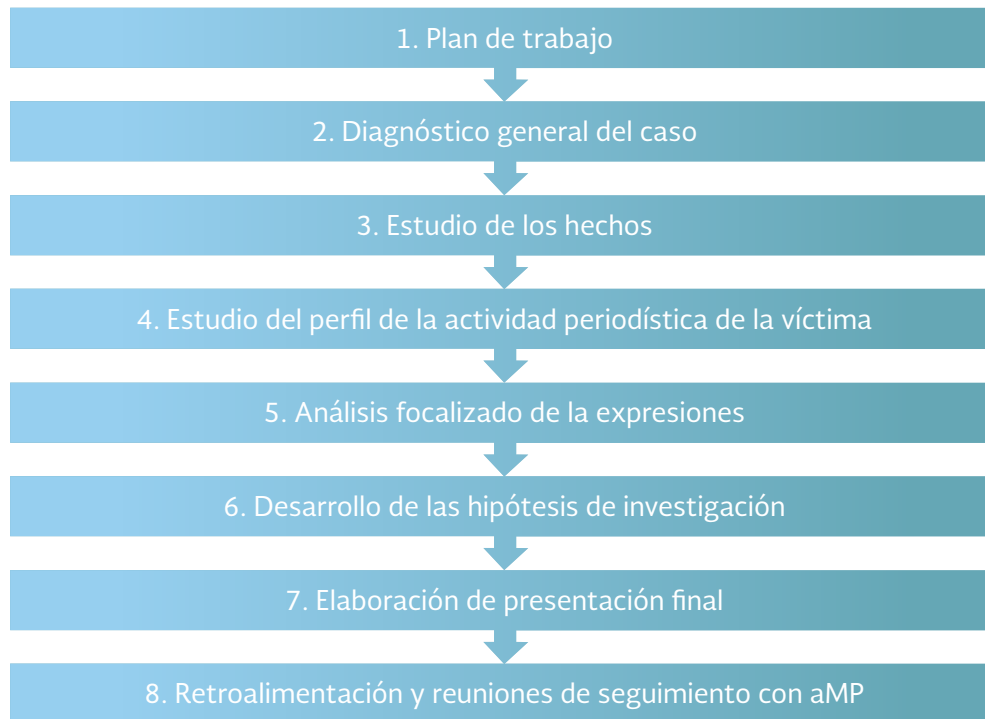 1. Plan de trabajo
2. Diagnóstico general del caso
3. Estudio de los hechos
4. Estudio del perfil de la actividad periodística de la víctima
5. Análisis focalizado de la expresiones
6. Desarrollo de las hipótesis de investigación
7. Elaboración de presentación final
8. Retroalimentación y reuniones de seguimiento con aMP